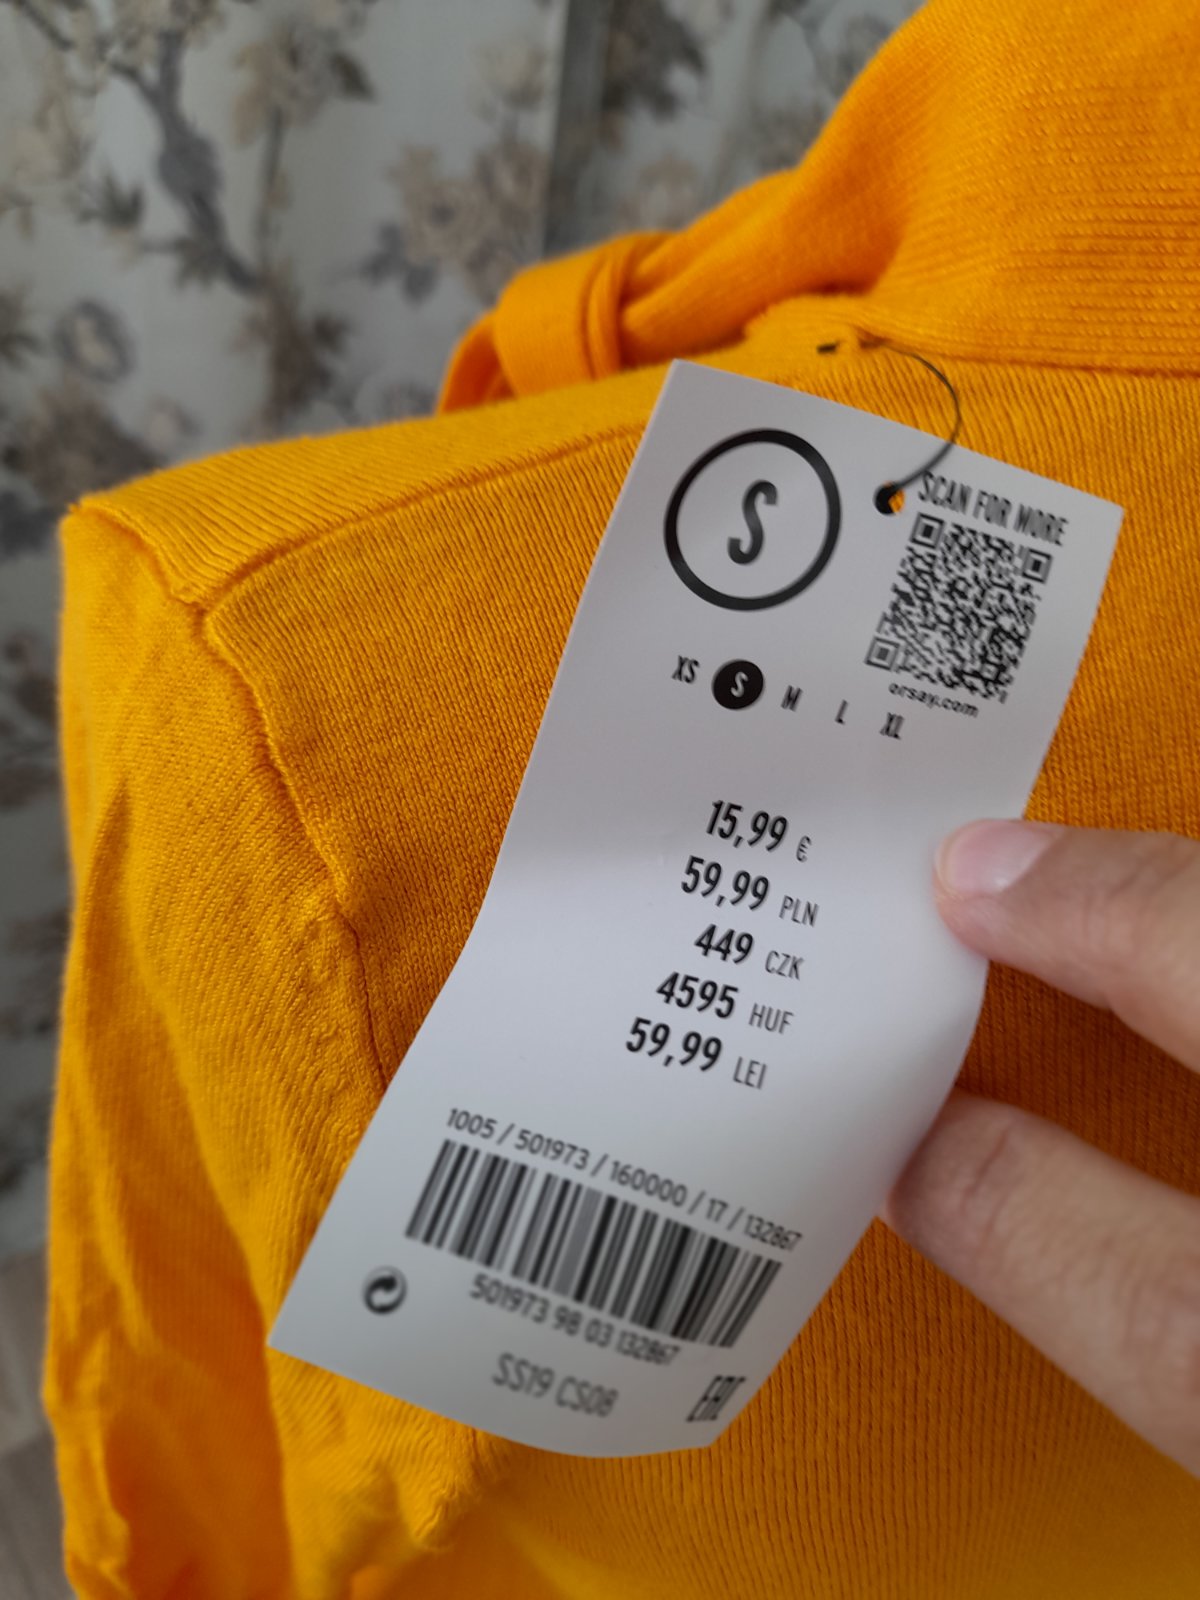 S
SCAN FOR MORE
orsay.com
XS S M L XL
15,99 €
59,99 PLN
449 CZK
4595 HUF
59,99 LEI
1005 / 501973 / 160000 / 17 / 132867
501973 98 03 132867
SS19 CS08
EAC